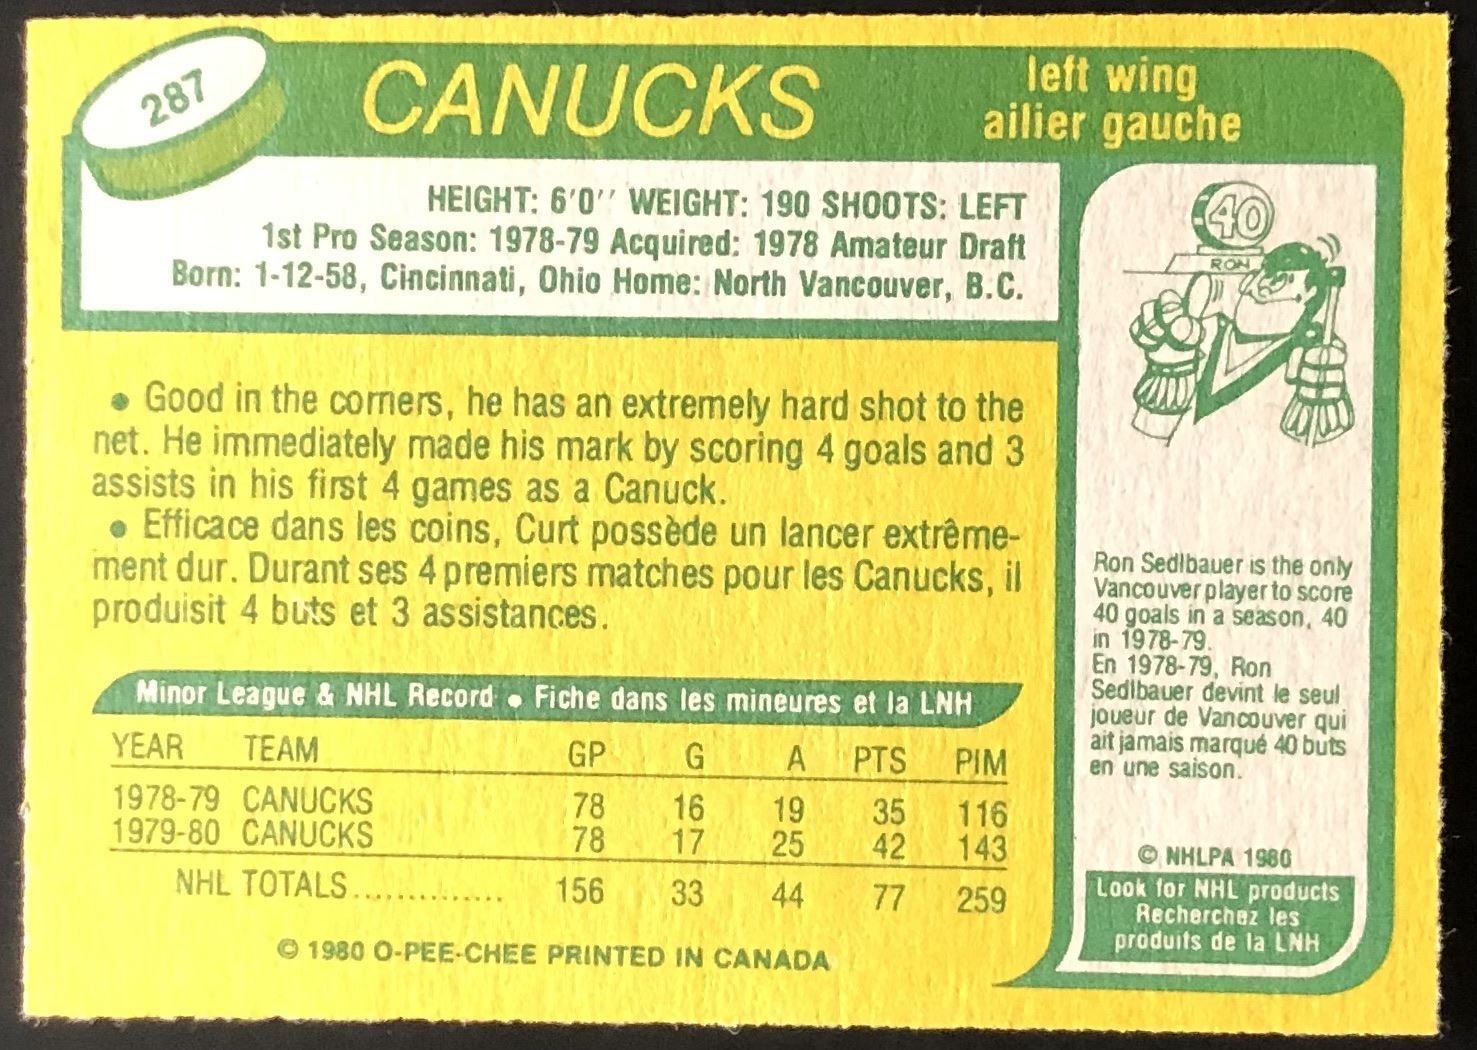 287
CANUCKS
left wing
ailier gauche
HEIGHT: 6'0'' WEIGHT: 190 SHOOTS: LEFT
1st Pro Season: 1978-79 Acquired: 1978 Amateur Draft
Born: 1-12-58, Cincinnati, Ohio Home: North Vancouver, B.C.
• Good in the corners, he has an extremely hard shot to the
net. He immediately made his mark by scoring 4 goals and 3
assists in his first 4 games as a Canuck.
• Efficace dans les coins, Curt possède un lancer extrême-
ment dur. Durant ses 4 premiers matches pour les Canucks, il
produisit 4 buts et 3 assistances.
Minor League & NHL Record • Fiche dans les mineures et la LNH
YEAR TEAM GP G A PTS PIM
1978-79 CANUCKS 78 16 19 35 116
1979-80 CANUCKS 78 17 25 42 143
NHL TOTALS.............. 156 33 44 77 259
© 1980 O-PEE-CHEE PRINTED IN CANADA
40
RON
Ron Sedlbauer is the only
Vancouver player to score
40 goals in a season, 40
in 1978-79.
En 1978-79, Ron
Sedlbauer devint le seul
joueur de Vancouver qui
ait jamais marqué 40 buts
en une saison.
© NHLPA 1980
Look for NHL products
Recherchez les
produits de la LNH